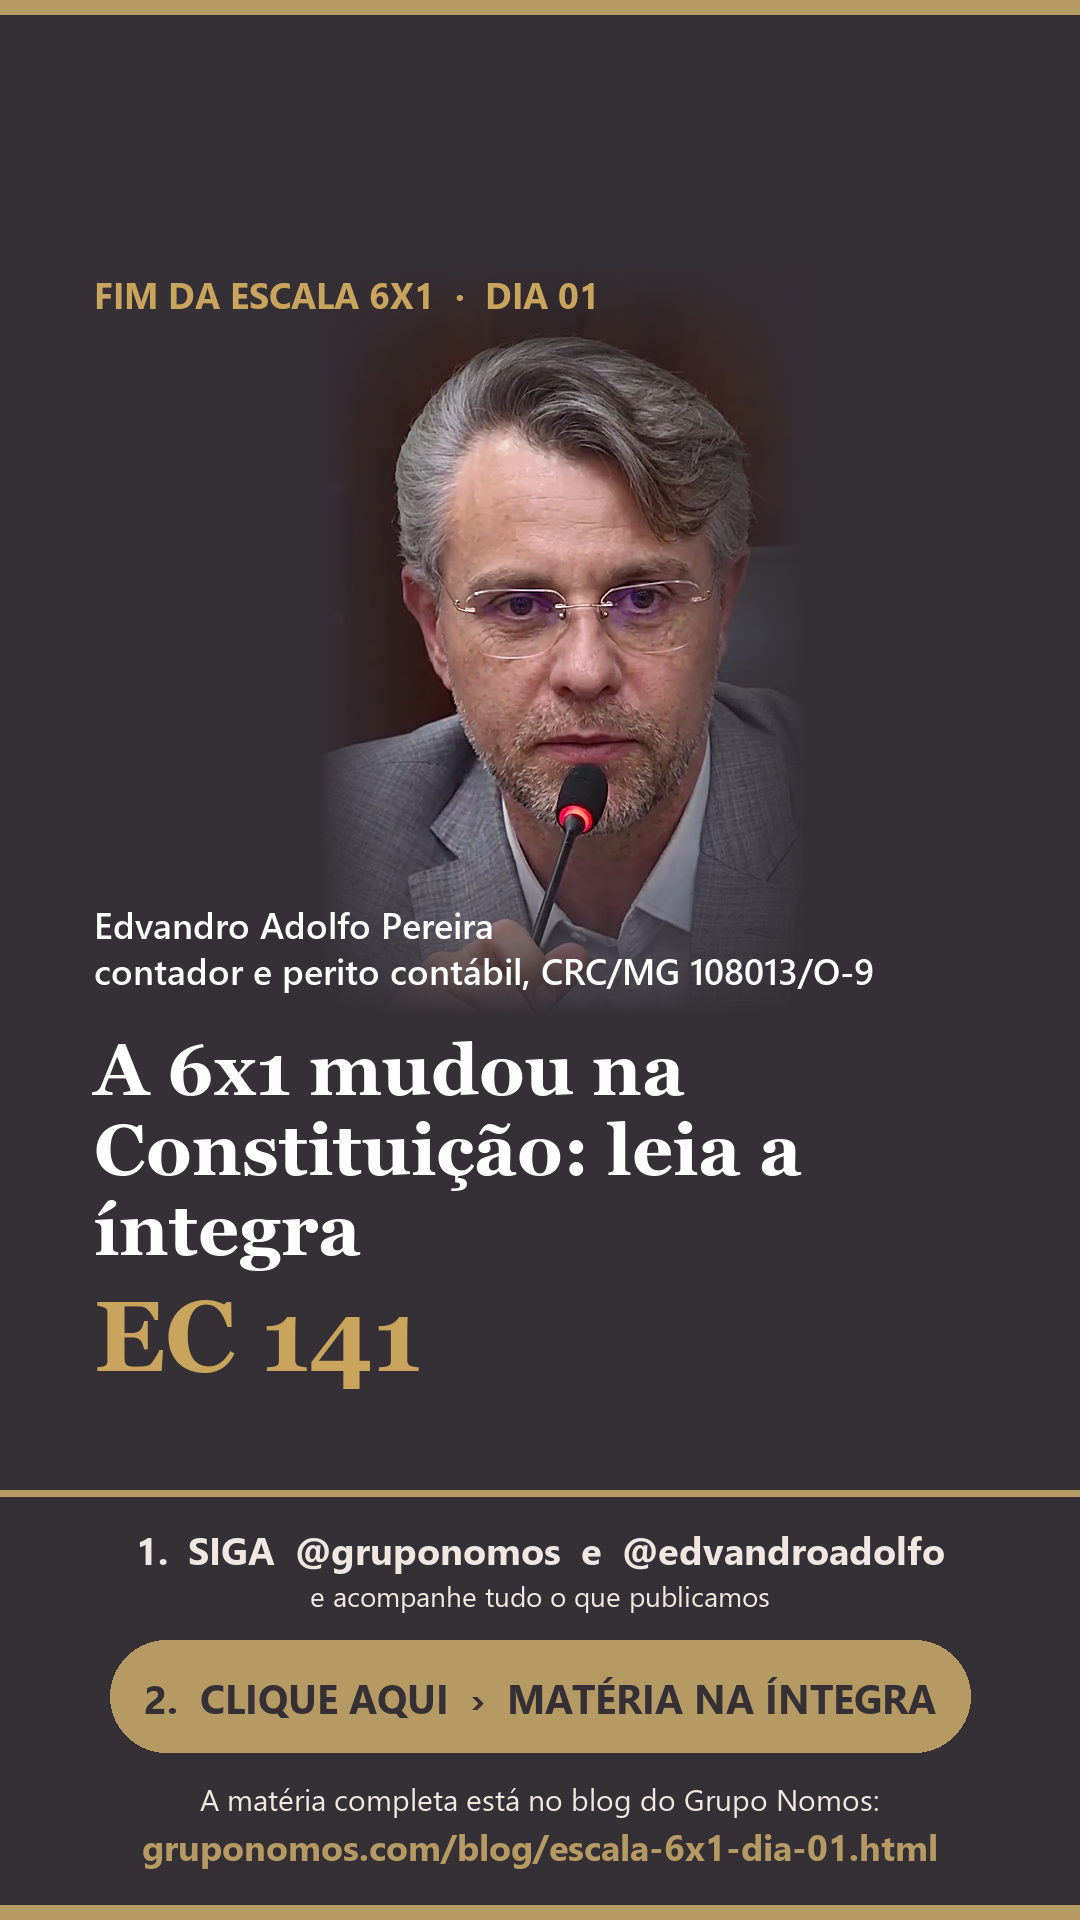 FIM DA ESCALA 6X1 · DIA 01
Edvandro Adolfo Pereira
contador e perito contábil, CRC/MG 108013/O-9
A 6x1 mudou na
Constituição: leia a
íntegra
EC 141
1. SIGA @gruponomos e @edvandroadolfo
e acompanhe tudo o que publicamos
2. CLIQUE AQUI › MATÉRIA NA ÍNTEGRA
A matéria completa está no blog do Grupo Nomos:
gruponomos.com/blog/escala-6x1-dia-01.html